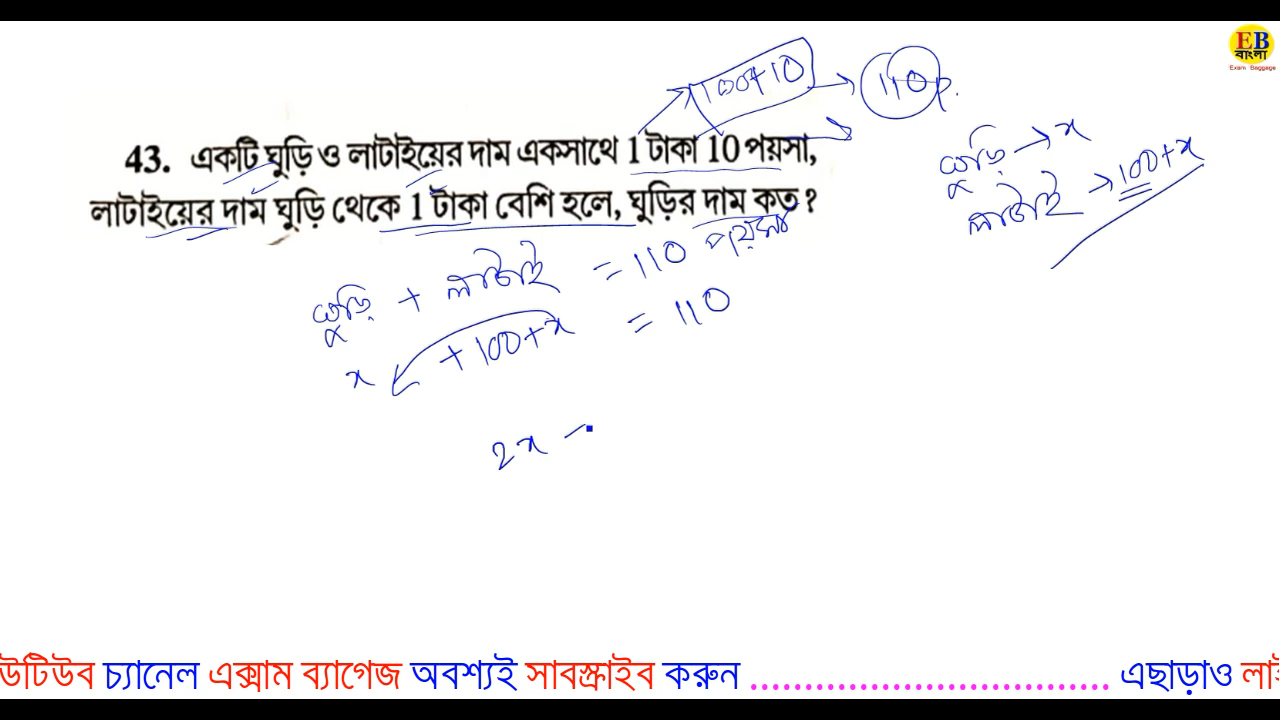 EB
বাংলা
Exam Baggage
100+10 → 110p.
43. একটি ঘুড়ি ও লাটাইয়ের দাম একসাথে 1 টাকা 10 পয়সা,
লাটাইয়ের দাম ঘুড়ি থেকে 1 টাকা বেশি হলে, ঘুড়ির দাম কত ?
ঘুড়ি → x
লাটাই → 100+x
ঘুড়ি + লাটাই = 110 পয়সা
x + 100 + x = 110
2x
উটিউব চ্যানেল এক্সাম ব্যাগেজ অবশ্যই সাবস্ক্রাইব করুন ................................. এছাড়াও লাই